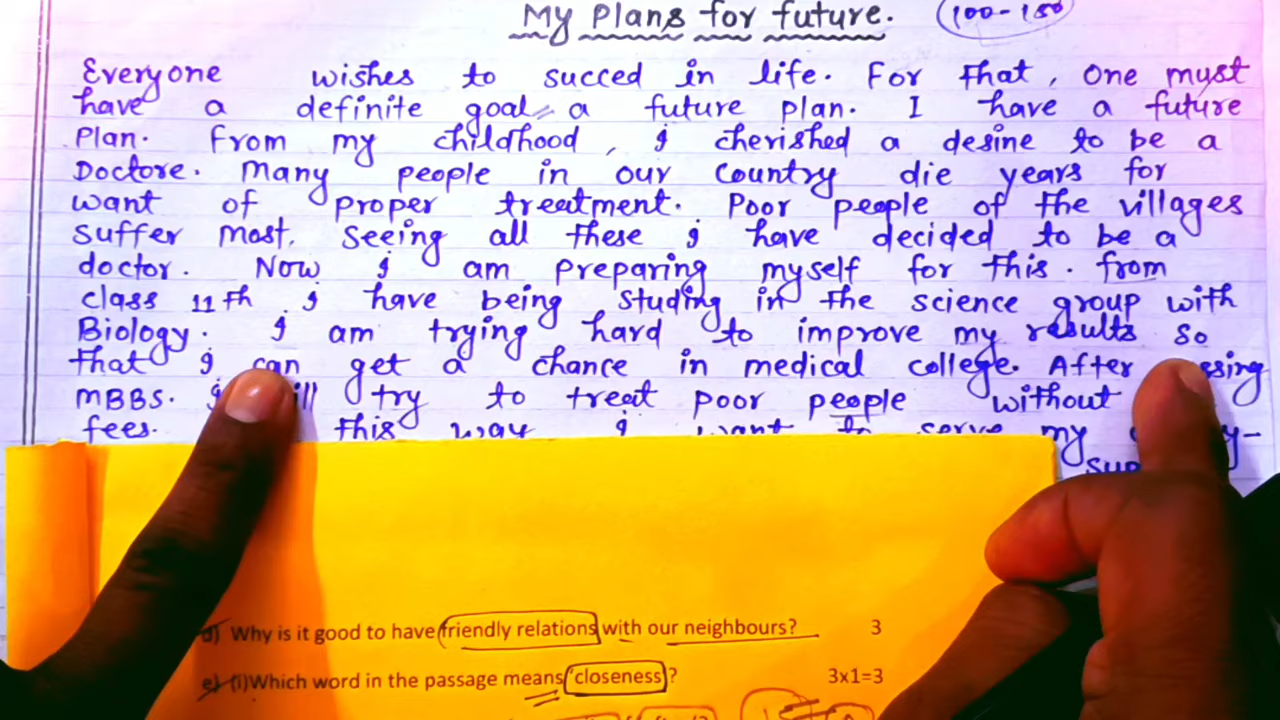 My Plans for future.
(100-150)
Everyone wishes to succed in life. For that, one must
have a definite goal = a future plan. I have a future
plan. From my childhood, I cherished a desine to be a
Doctore. Many people in our country die years for
want of proper treatment. Poor people of the villages
suffer most. Seeing all these I have decided to be a
doctor. Now I am preparing myself for this. from
class 11th I have being studing in the science group with
Biology. I am trying hard to improve my results so
that I can get a chance in medical college. After
MBBS. I try to treat poor people without
fees. this way I want to serve my
d) Why is it good to have friendly relations with our neighbours? 3
e) (i)Which word in the passage means 'closeness'? 3x1=3